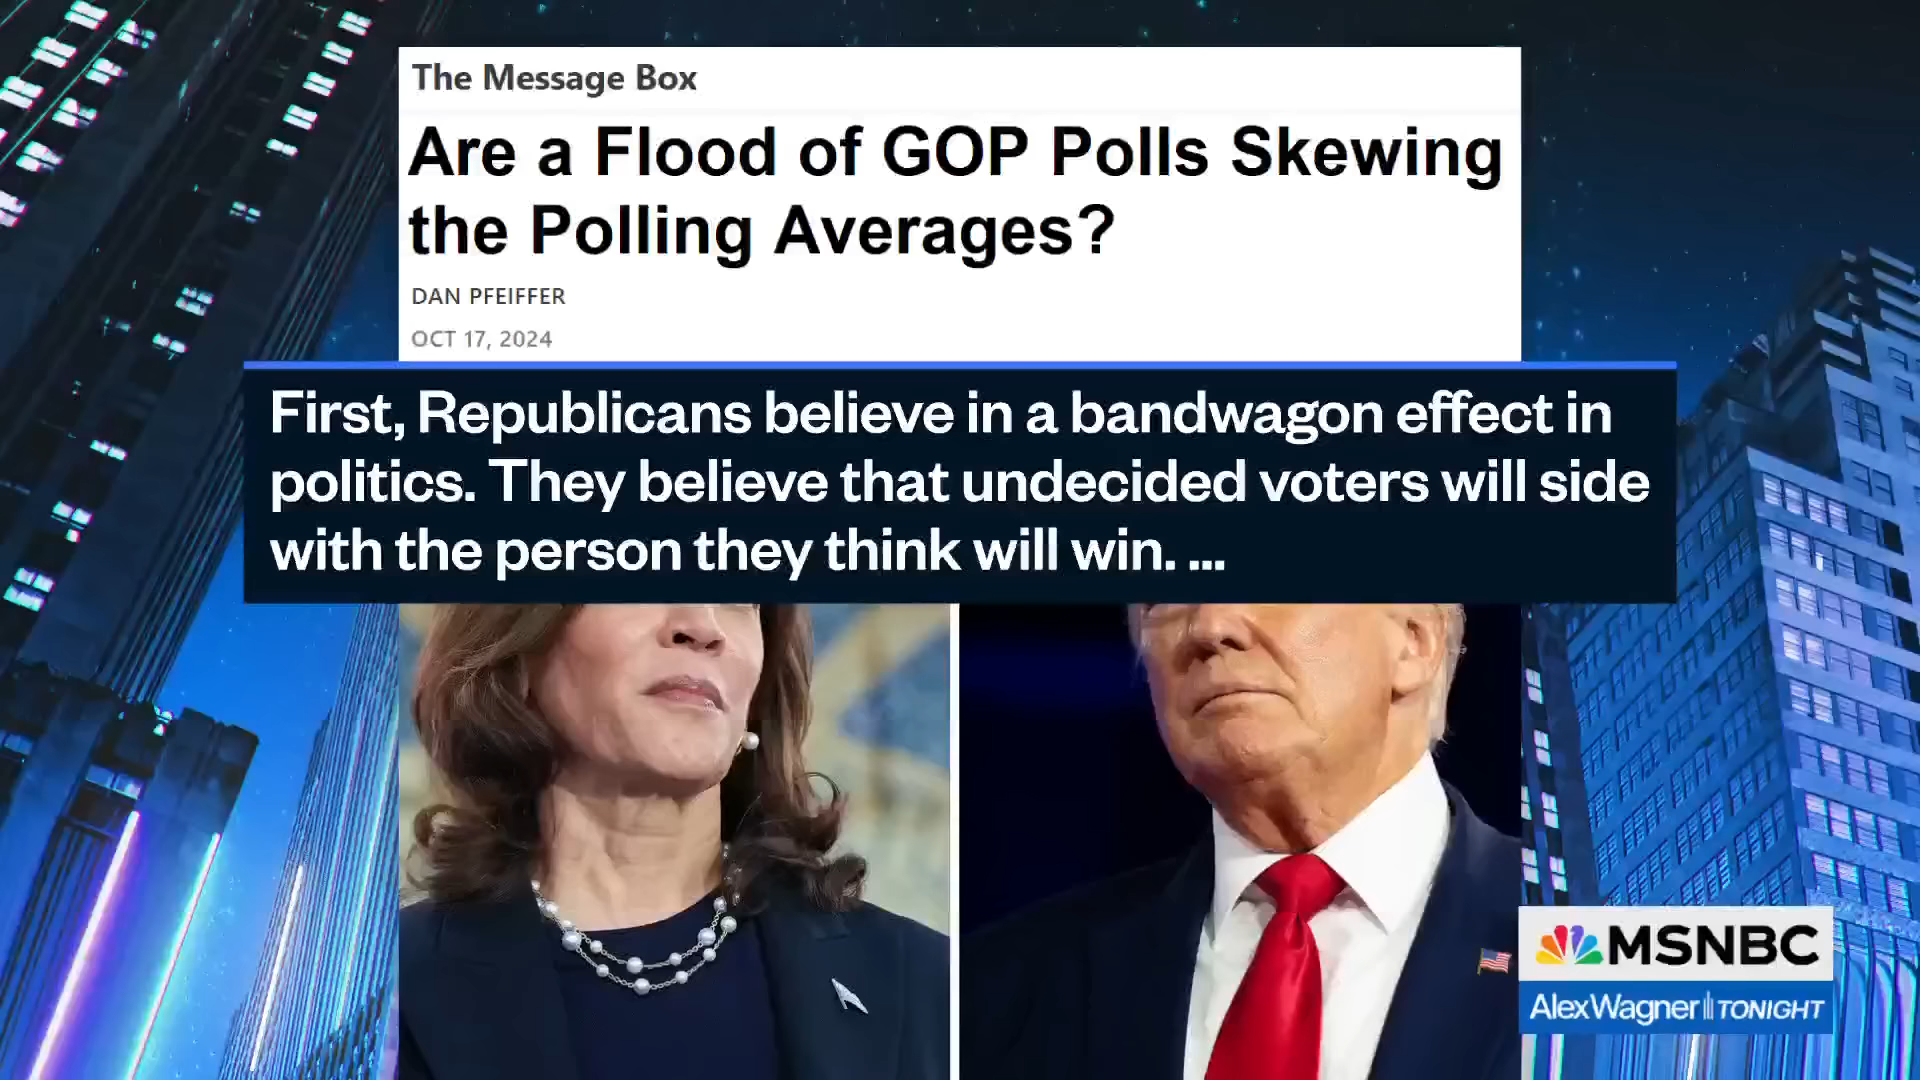 The Message Box
Are a Flood of GOP Polls Skewing
the Polling Averages?
DAN PFEIFFER
OCT 17, 2024
First, Republicans believe in a bandwagon effect in
politics. They believe that undecided voters will side
with the person they think will win. ...
MSNBC
AlexWagner TONIGHT